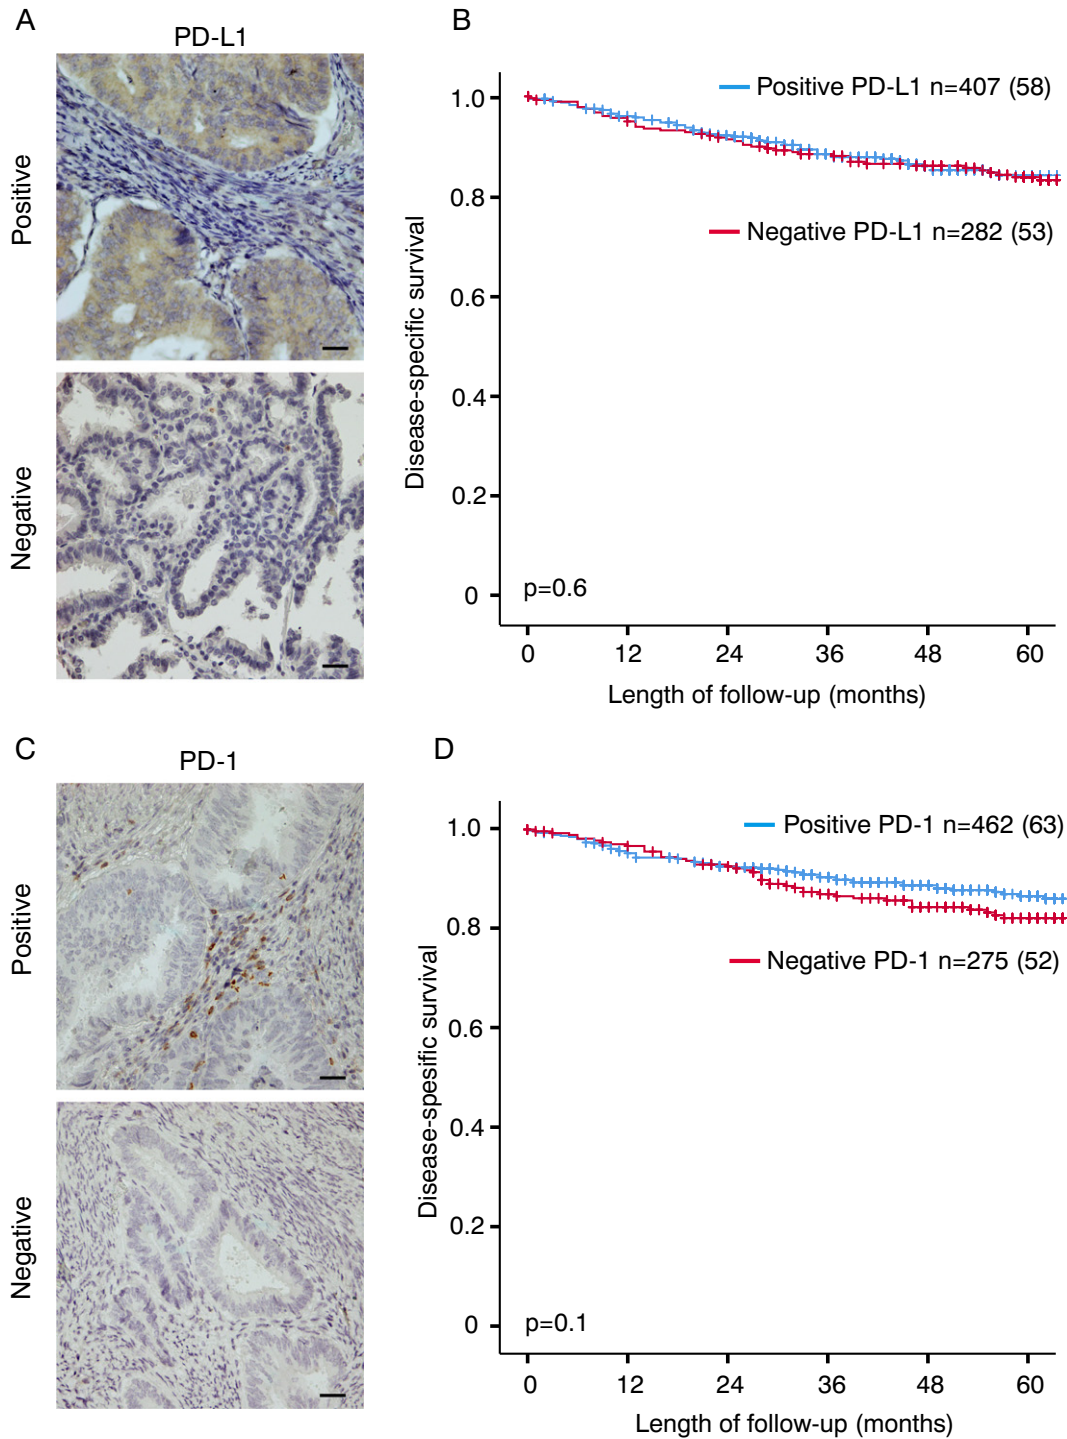 A
PD-L1
Positive
Negative
B
Positive PD-L1 n=407 (58)
Negative PD-L1 n=282 (53)
Disease-specific survival
1.0
0.8
0.6
0.4
0.2
0
p=0.6
0 12 24 36 48 60
Length of follow-up (months)
C
PD-1
Positive
Negative
D
Positive PD-1 n=462 (63)
Negative PD-1 n=275 (52)
Disease-spesific survival
1.0
0.8
0.6
0.4
0.2
0
p=0.1
0 12 24 36 48 60
Length of follow-up (months)